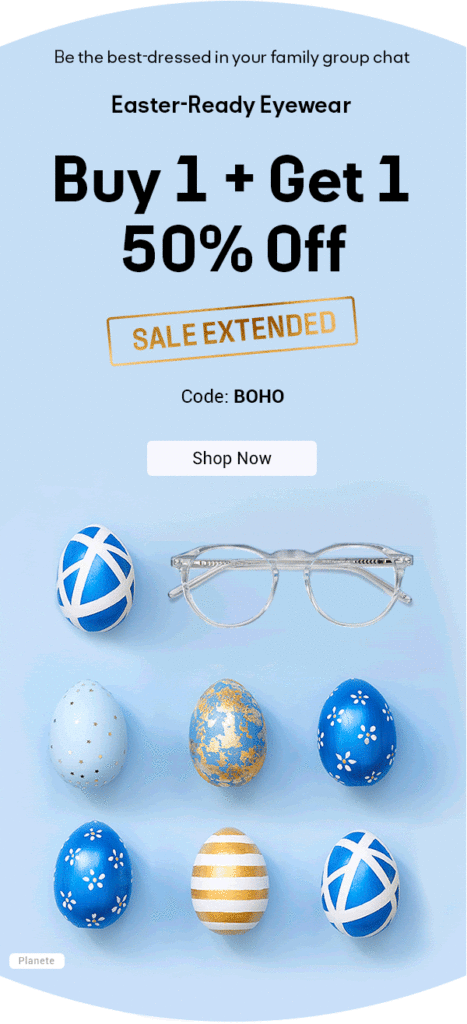 Be the best-dressed in your family group chat
Easter-Ready Eyewear
Buy 1 + Get 1
50% Off
SALE EXTENDED
Code: BOHO
Shop Now
Planete